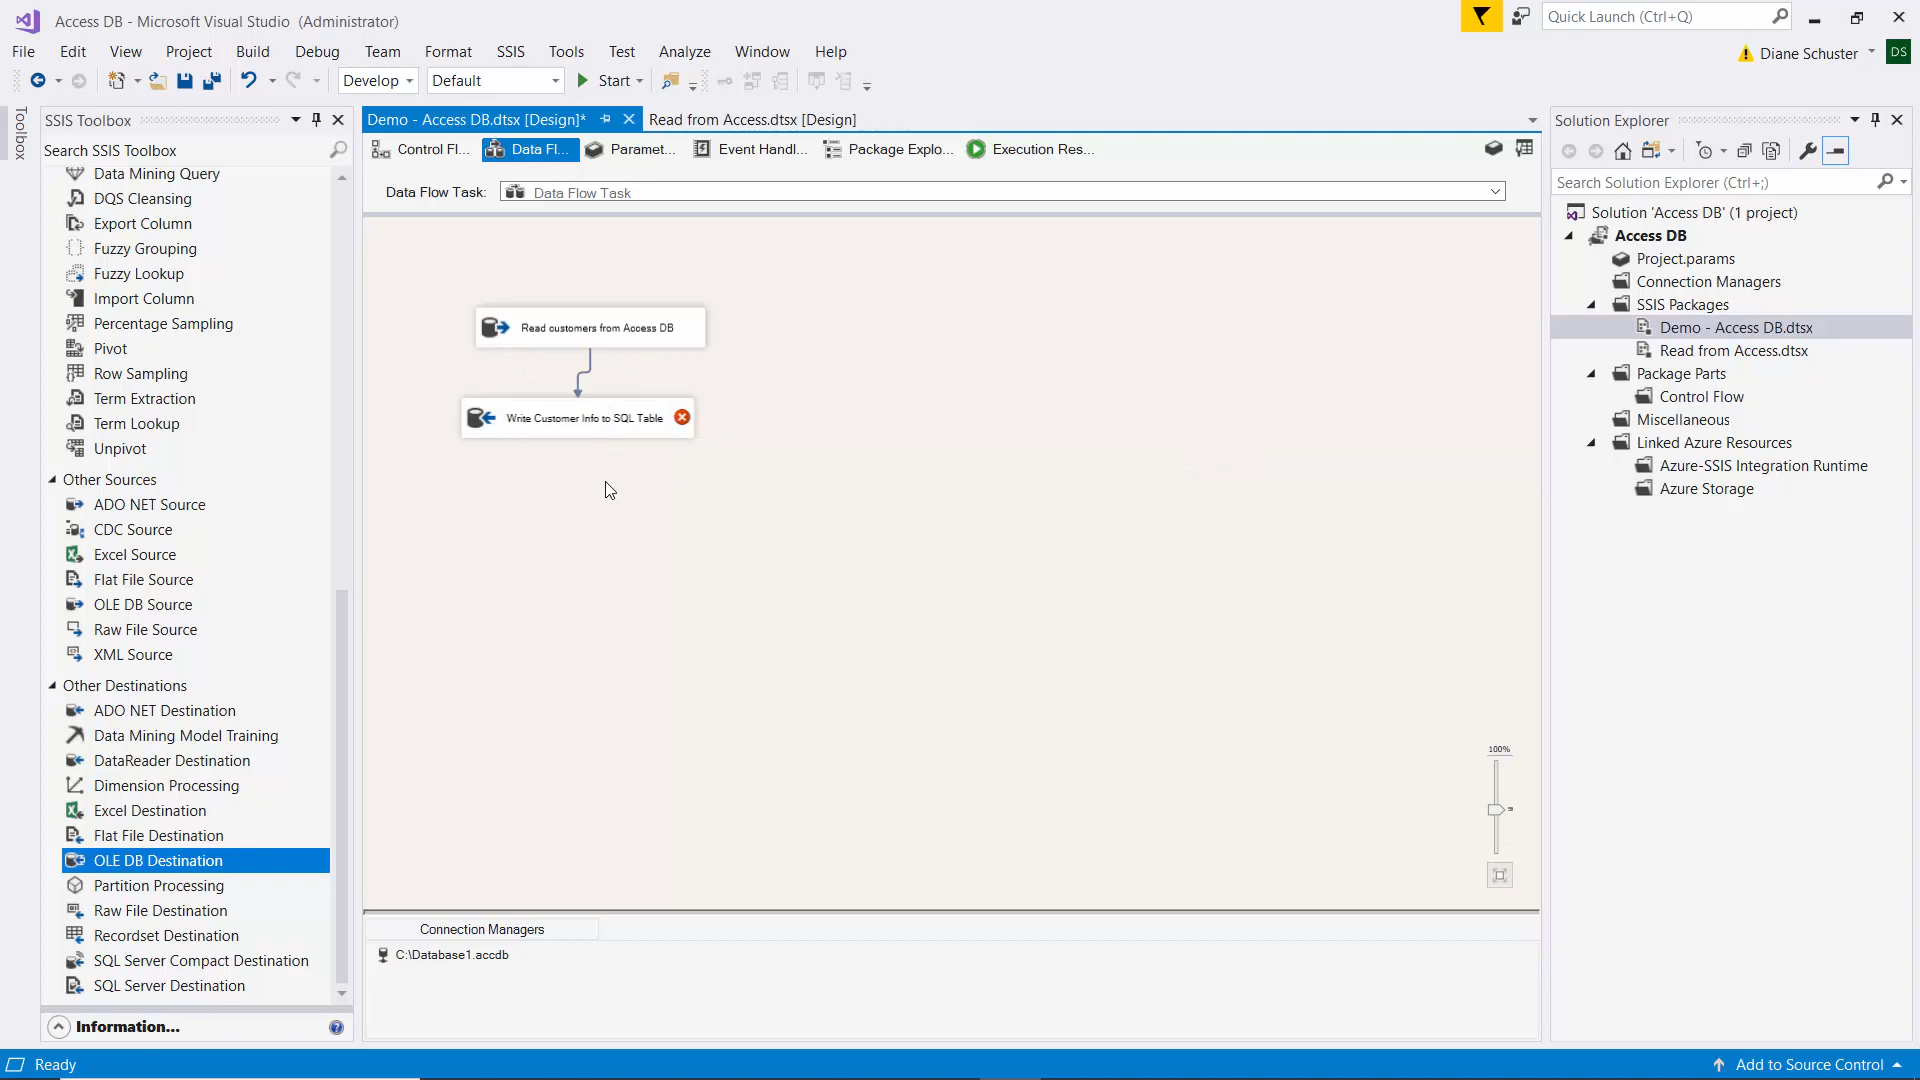 Access DB - Microsoft Visual Studio (Administrator)
Quick Launch (Ctrl+Q)
File Edit View Project Build Debug Team Format SSIS Tools Test Analyze Window Help
Diane Schuster DS
Develop Default Start
Toolbox
SSIS Toolbox
Search SSIS Toolbox
Data Mining Query
DQS Cleansing
Export Column
Fuzzy Grouping
Fuzzy Lookup
Import Column
Percentage Sampling
Pivot
Row Sampling
Term Extraction
Term Lookup
Unpivot
Other Sources
ADO NET Source
CDC Source
Excel Source
Flat File Source
OLE DB Source
Raw File Source
XML Source
Other Destinations
ADO NET Destination
Data Mining Model Training
DataReader Destination
Dimension Processing
Excel Destination
Flat File Destination
OLE DB Destination
Partition Processing
Raw File Destination
Recordset Destination
SQL Server Compact Destination
SQL Server Destination
Information...
Demo - Access DB.dtsx [Design]* Read from Access.dtsx [Design]
Control Fl... Data Fl... Paramet... Event Handl... Package Explo... Execution Res...
Data Flow Task: Data Flow Task
Read customers from Access DB
Write Customer Info to SQL Table
100%
Connection Managers
C:\Database1.accdb
Solution Explorer
Search Solution Explorer (Ctrl+;)
Solution 'Access DB' (1 project)
Access DB
Project.params
Connection Managers
SSIS Packages
Demo - Access DB.dtsx
Read from Access.dtsx
Package Parts
Control Flow
Miscellaneous
Linked Azure Resources
Azure-SSIS Integration Runtime
Azure Storage
Ready
Add to Source Control